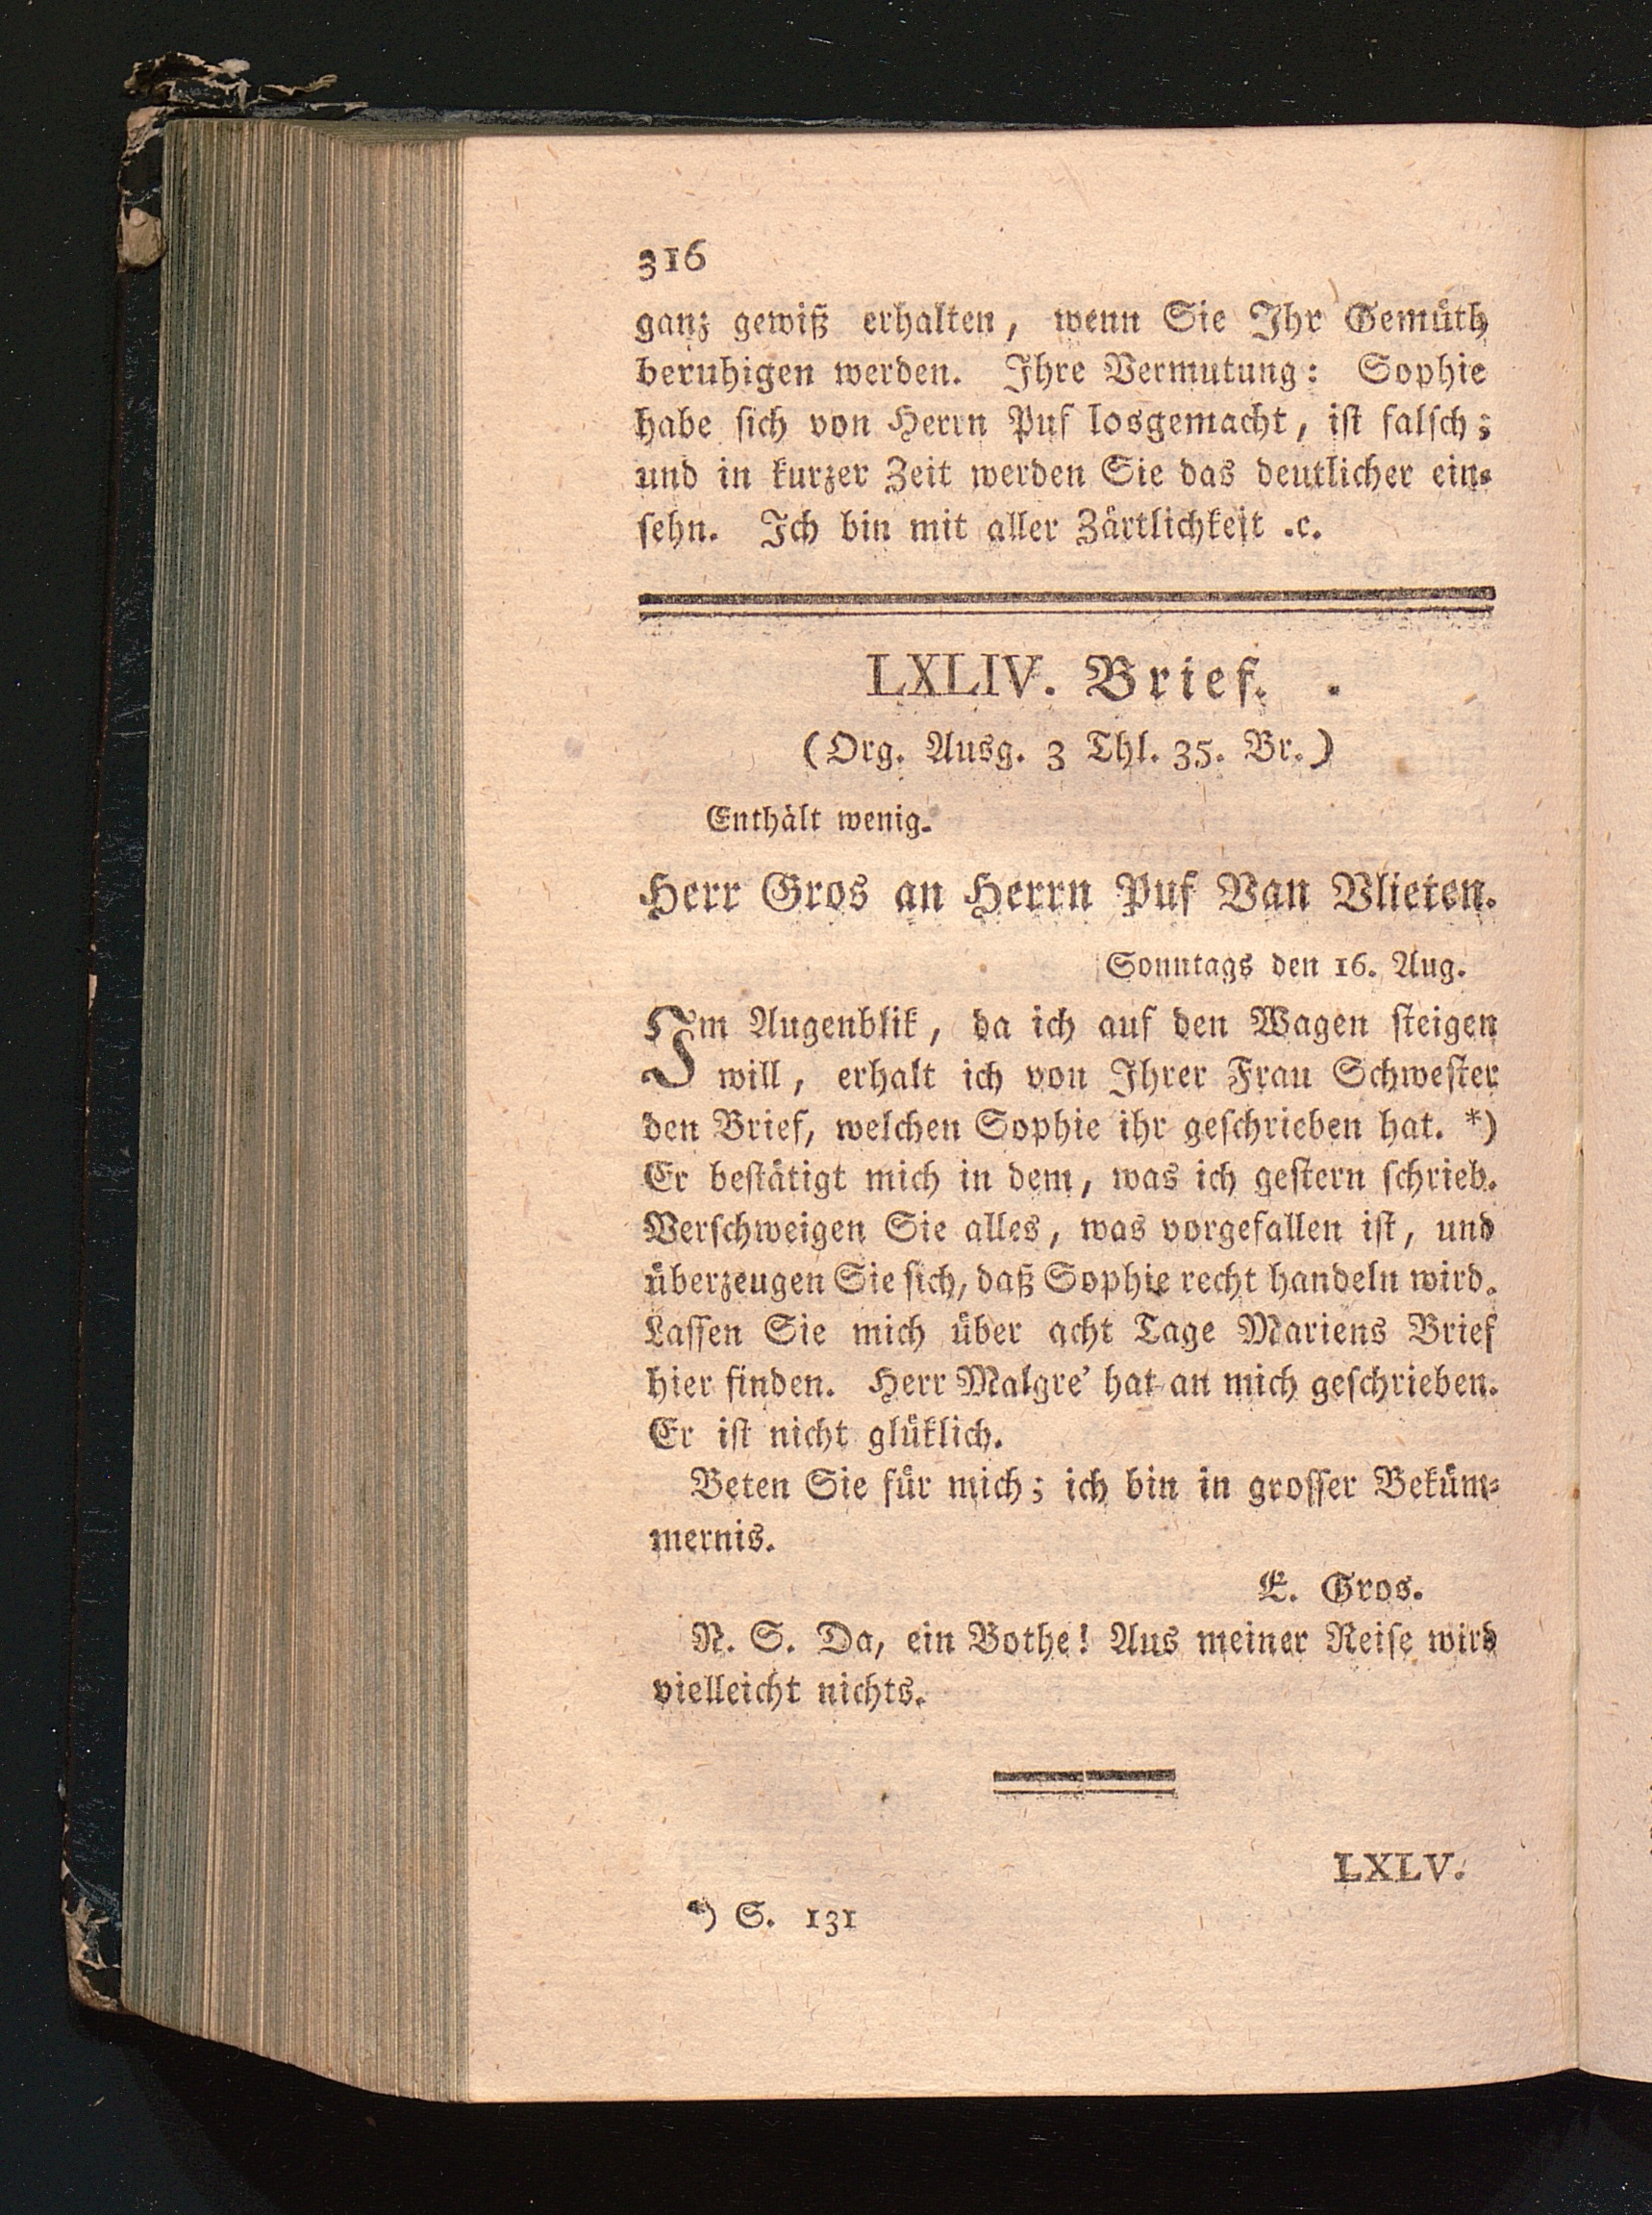 316
ganz gewiß erhalten, wenn Sie Ihr Gemüth
beruhigen werden. Ihre Vermutung: Sophie
habe sich von Herrn Puf losgemacht, ist falsch;
und in kurzer Zeit werden Sie das deutlicher ein-
sehn. Ich bin mit aller Zärtlichkeit .c.
LXLIV. Brief.
(Org. Ausg. 3 Thl. 35. Br.)
Enthält wenig.
Herr Gros an Herrn Puf Van Vlieten.
Sonntags den 16. Aug.
Im Augenblik, da ich auf den Wagen steigen
will, erhalt ich von Ihrer Frau Schwester
den Brief, welchen Sophie ihr geschrieben hat. *)
Er bestätigt mich in dem, was ich gestern schrieb.
Verschweigen Sie alles, was vorgefallen ist, und
überzeugen Sie sich, daß Sophie recht handeln wird.
Lassen Sie mich über acht Tage Mariens Brief
hier finden. Herr Malgre' hat an mich geschrieben.
Er ist nicht glüklich.
Beten Sie für mich; ich bin in grosser Beküm-
mernis.
E. Gros.
N. S. Da, ein Bothe! Aus meiner Reise wird
vielleicht nichts.
LXLV.
*) S. 131